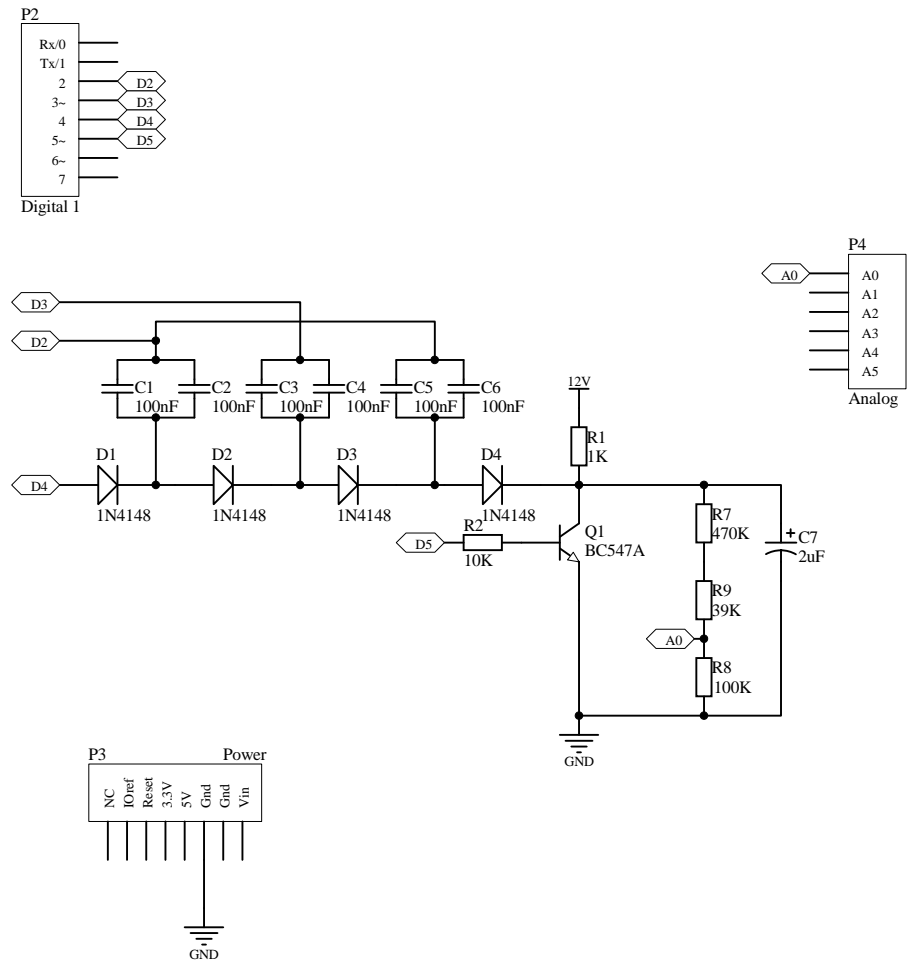 P2
Rx/0
Tx/1
2 D2
3~ D3
4 D4
5~ D5
6~
7
Digital 1
P4
A0 A0
A1
A2
A3
A4
A5
Analog
D3
D2
C1 C2 C3 C4 C5 C6
100nF 100nF 100nF 100nF 100nF 100nF
12V
R1
1K
D1 D2 D3 D4
D4
1N4148 1N4148 1N4148 1N4148
D5
R2
10K
Q1
BC547A
R7
470K
C7
+
2uF
R9
39K
A0
R8
100K
GND
P3 Power
NC IOref Reset 3.3V 5V Gnd Gnd Vin
GND